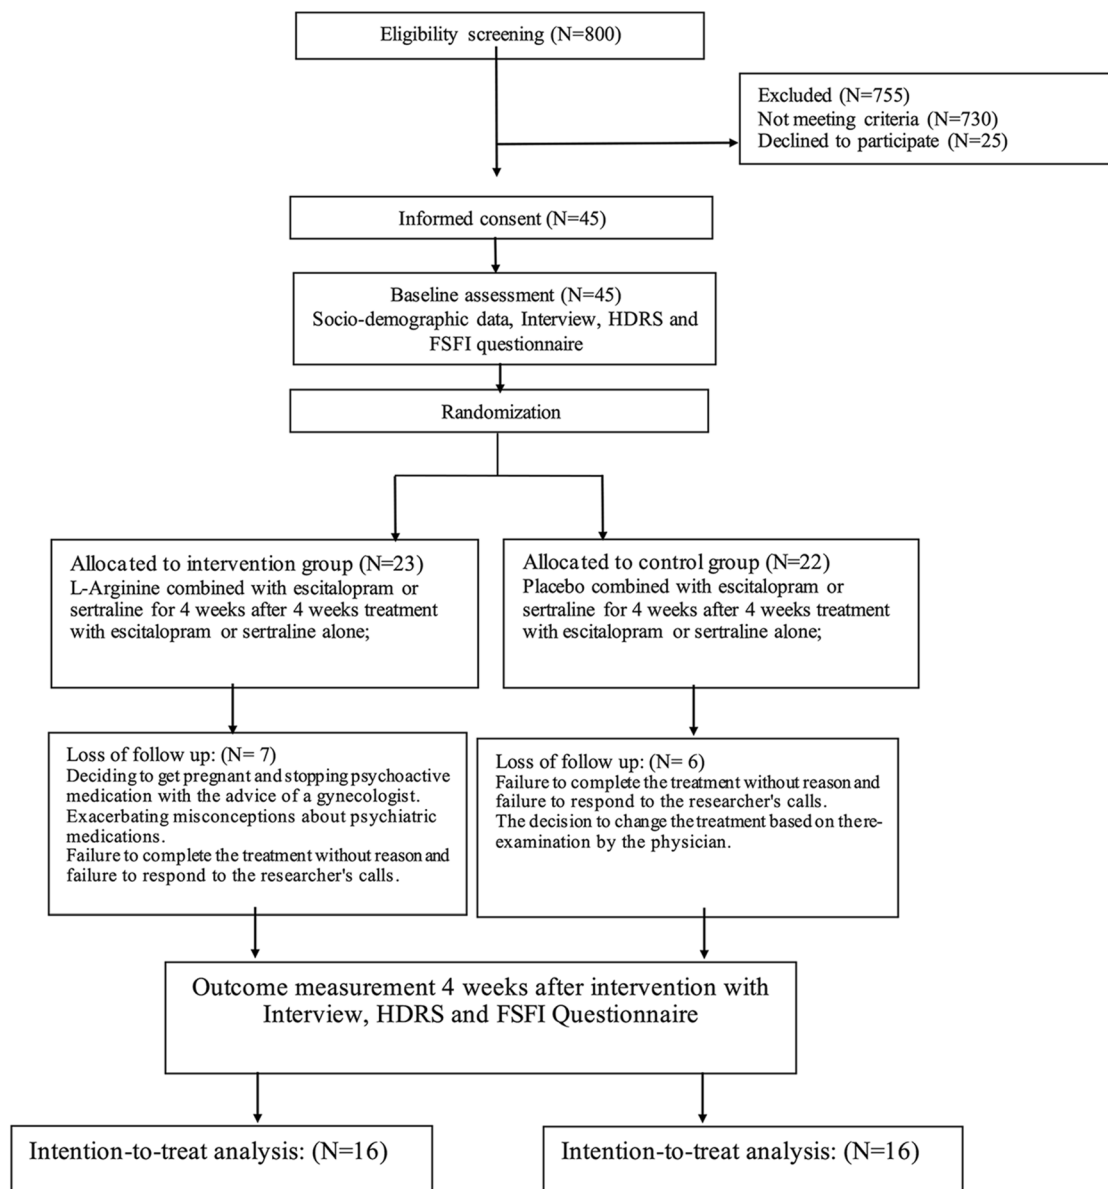 Eligibility screening (N=800)
Excluded (N=755)
Not meeting criteria (N=730)
Declined to participate (N=25)
Informed consent (N=45)
Baseline assessment (N=45)
Socio-demographic data, Interview, HDRS and
FSFI questionnaire
Randomization
Allocated to intervention group (N=23)
L-Arginine combined with escitalopram or
sertraline for 4 weeks after 4 weeks treatment
with escitalopram or sertraline alone;
Allocated to control group (N=22)
Placebo combined with escitalopram or
sertraline for 4 weeks after 4 weeks treatment
with escitalopram or sertraline alone;
Loss of follow up: (N= 7)
Deciding to get pregnant and stopping psychoactive
medication with the advice of a gynecologist.
Exacerbating misconceptions about psychiatric
medications.
Failure to complete the treatment without reason and
failure to respond to the researcher's calls.
Loss of follow up: (N= 6)
Failure to complete the treatment without reason and
failure to respond to the researcher's calls.
The decision to change the treatment based on there-
examination by the physician.
Outcome measurement 4 weeks after intervention with
Interview, HDRS and FSFI Questionnaire
Intention-to-treat analysis: (N=16)
Intention-to-treat analysis: (N=16)